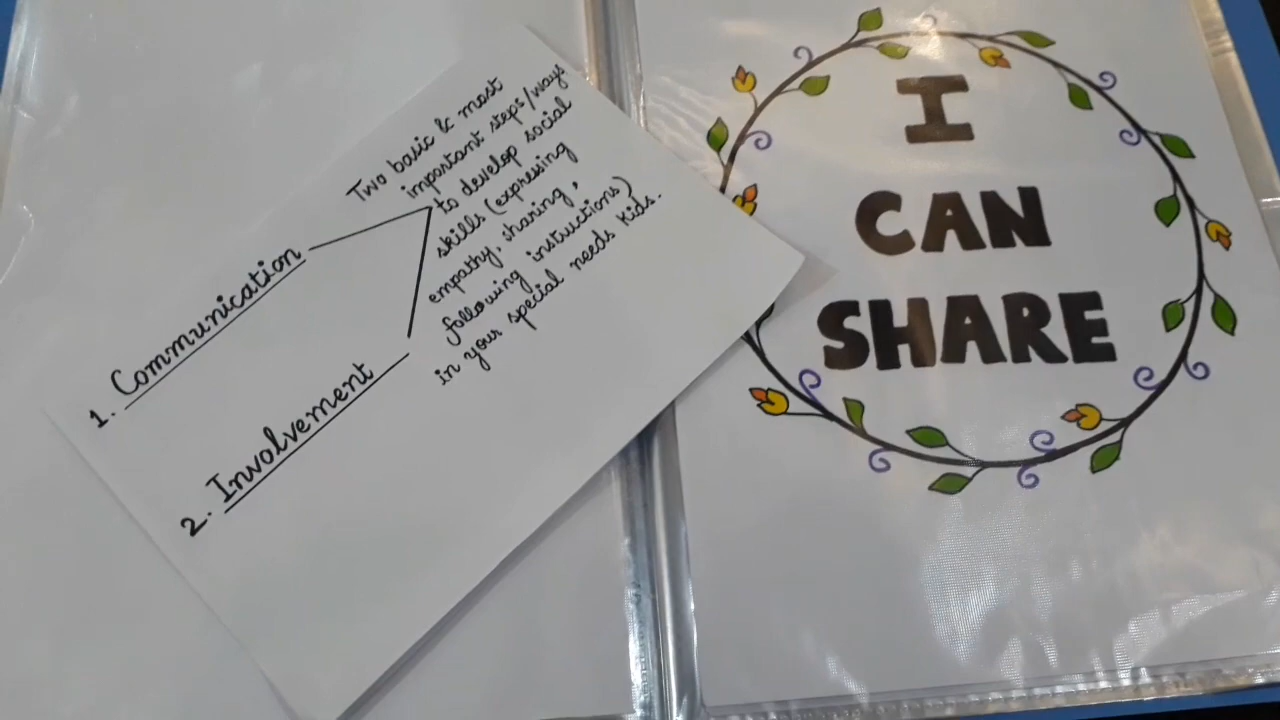 1. Communication
2. Involvement
Two basic & most
important steps/ways
to develop social
skills (expressing
empathy, sharing,
following instructions)
in your special needs kids.
I
CAN
SHARE